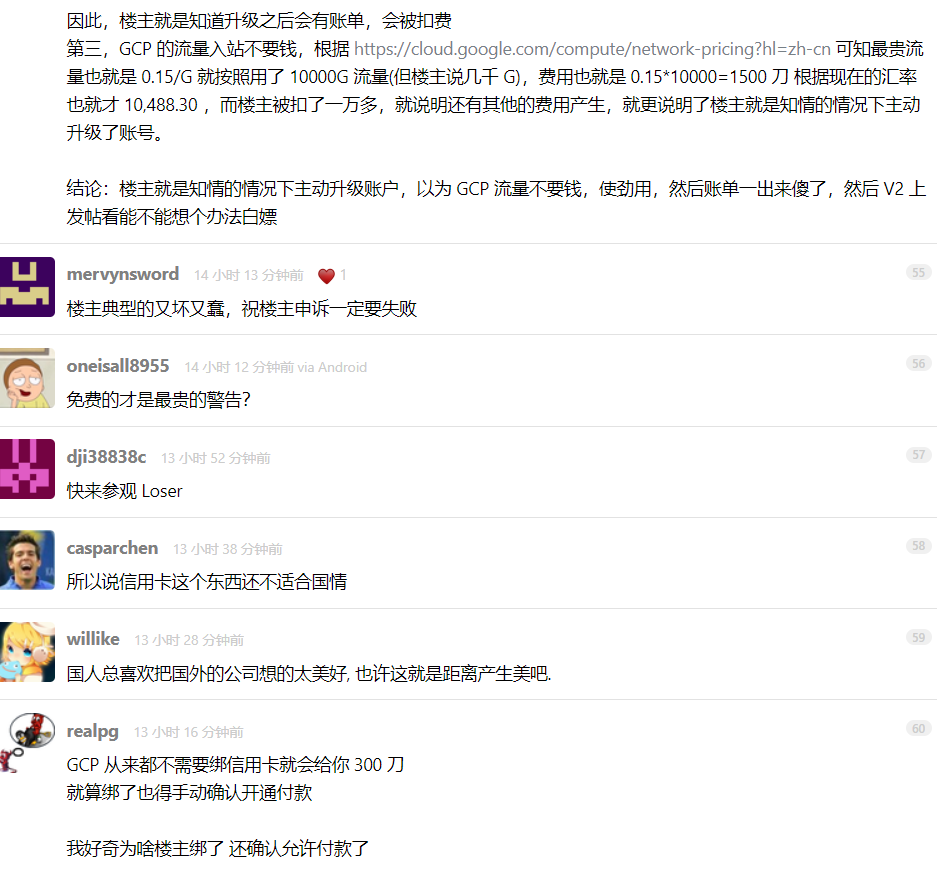 因此，楼主就是知道升级之后会有账单，会被扣费
第三，GCP 的流量入站不要钱，根据 https://cloud.google.com/compute/network-pricing?hl=zh-cn 可知最贵流
量也就是 0.15/G 就按照用了 10000G 流量(但楼主说几千 G)，费用也就是 0.15*10000=1500 刀 根据现在的汇率
也就才 10,488.30 ，而楼主被扣了一万多，就说明还有其他的费用产生，就更说明了楼主就是知情的情况下主动
升级了账号。
结论：楼主就是知情的情况下主动升级账户，以为 GCP 流量不要钱，使劲用，然后账单一出来傻了，然后 V2 上
发帖看能不能想个办法白嫖
mervynsword 14 小时 13 分钟前 1 55
楼主典型的又坏又蠢，祝楼主申诉一定要失败
oneisall8955 14 小时 12 分钟前 via Android 56
免费的才是最贵的警告?
dji38838c 13 小时 52 分钟前 57
快来参观 Loser
casparchen 13 小时 38 分钟前 58
所以说信用卡这个东西还不适合国情
willike 13 小时 28 分钟前 59
国人总喜欢把国外的公司想的太美好, 也许这就是距离产生美吧.
realpg 13 小时 16 分钟前 60
GCP 从来都不需要绑信用卡就会给你 300 刀
就算绑了也得手动确认开通付款
我好奇为啥楼主绑了 还确认允许付款了